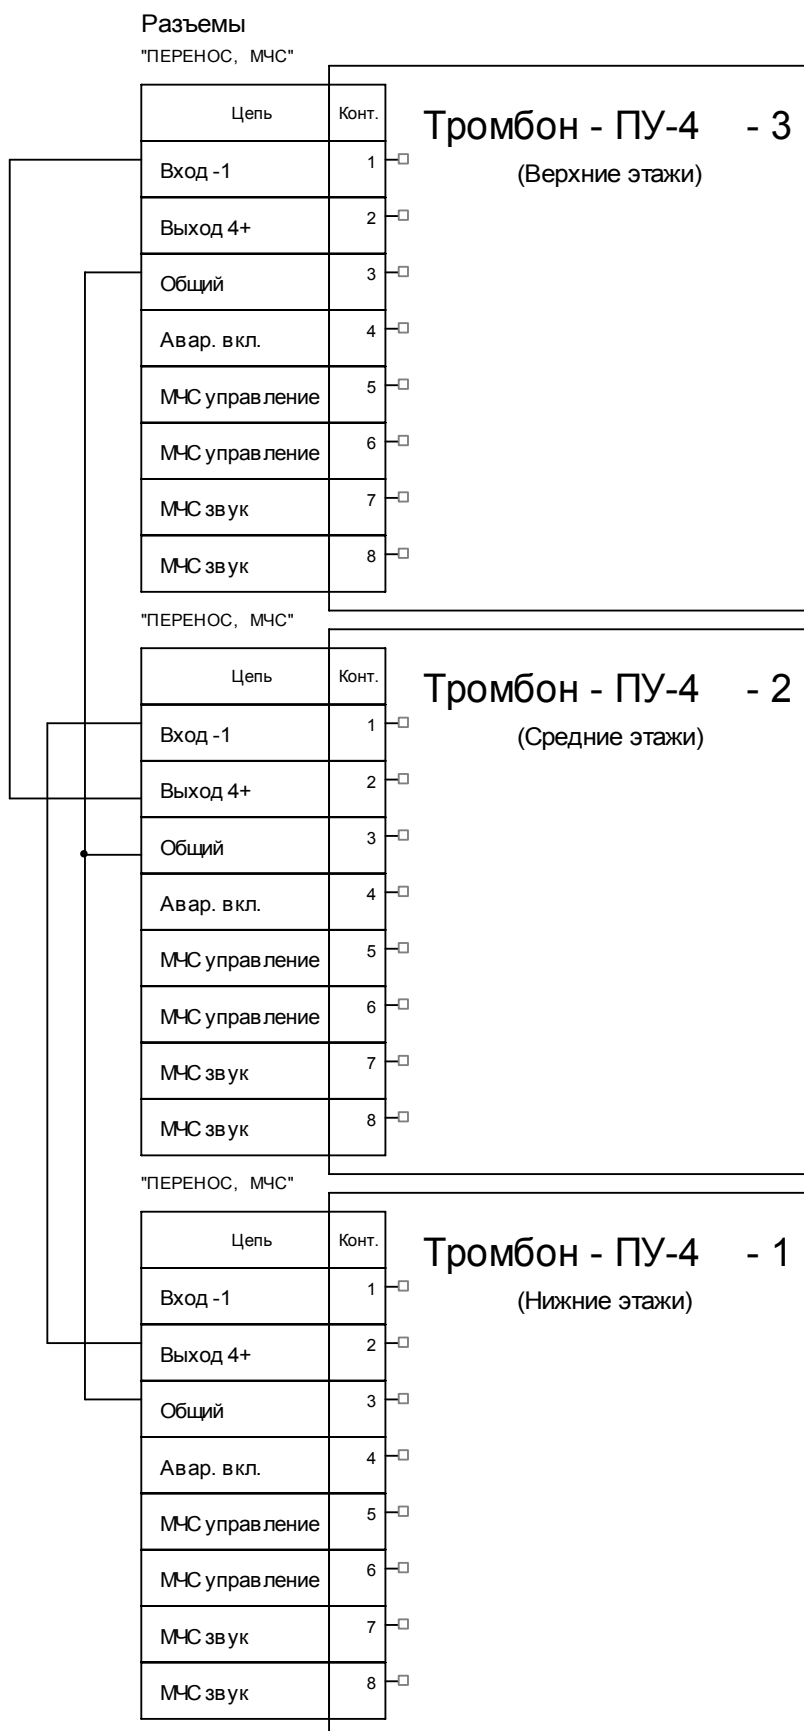 Разъемы
"ПЕРЕНОС, МЧС"
Цепь Конт.
Тромбон - ПУ-4 - 3
(Верхние этажи)
Вход -1 1
Выход 4+ 2
Общий 3
Авар. вкл. 4
МЧС управление 5
МЧС управление 6
МЧС звук 7
МЧС звук 8
"ПЕРЕНОС, МЧС"
Цепь Конт.
Тромбон - ПУ-4 - 2
(Средние этажи)
Вход -1 1
Выход 4+ 2
Общий 3
Авар. вкл. 4
МЧС управление 5
МЧС управление 6
МЧС звук 7
МЧС звук 8
"ПЕРЕНОС, МЧС"
Цепь Конт.
Тромбон - ПУ-4 - 1
(Нижние этажи)
Вход -1 1
Выход 4+ 2
Общий 3
Авар. вкл. 4
МЧС управление 5
МЧС управление 6
МЧС звук 7
МЧС звук 8